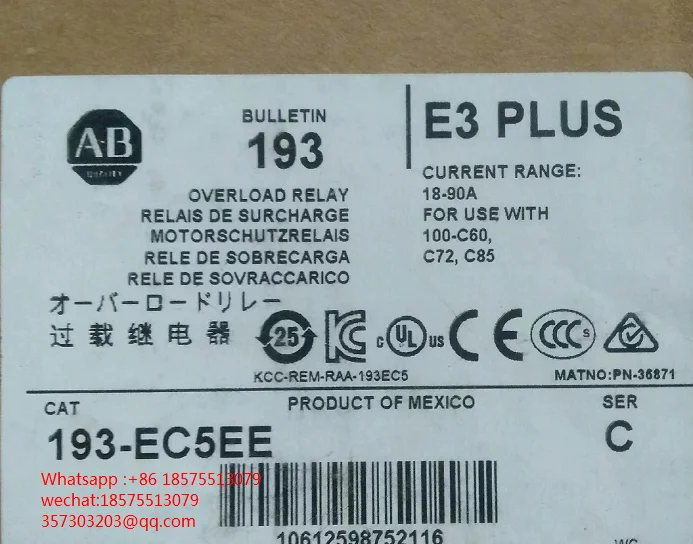 A-B
QUALITY
BULLETIN
193
E3 PLUS
OVERLOAD RELAY
RELAIS DE SURCHARGE
MOTORSCHUTZRELAIS
RELE DE SOBRECARGA
RELE DE SOVRACCARICO
オーバーロードリレー
过载继电器
CURRENT RANGE:
18-90A
FOR USE WITH
100-C60,
C72, C85
25
C UL US
CE
CCC S
KCC-REM-RAA-193EC5
MATNO:PN-36871
CAT
PRODUCT OF MEXICO
SER
193-EC5EE
C
Whatsapp :+86 18575513079
wechat:18575513079
357303203@qq.com
10612598752116